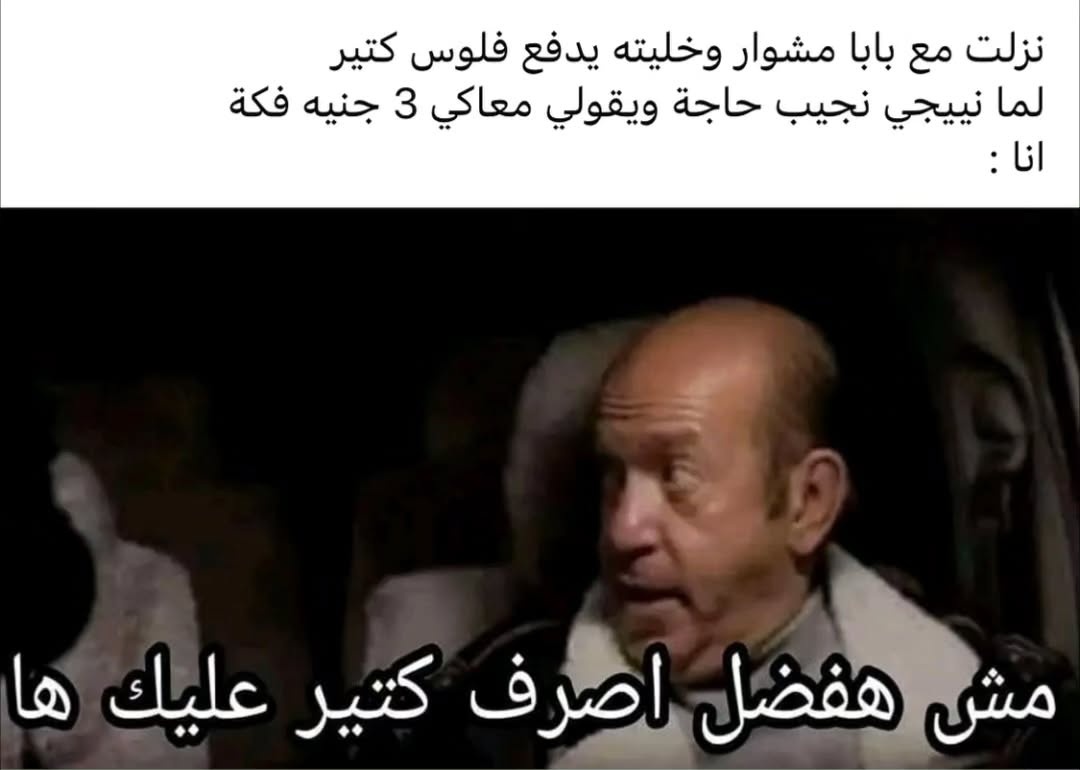 نزلت مع بابا مشوار وخليته يدفع فلوس كتير
لما نييجي نجيب حاجة ويقولي معاكي 3 جنيه فكة
انا :
مش هفضل اصرف كتير عليك ها